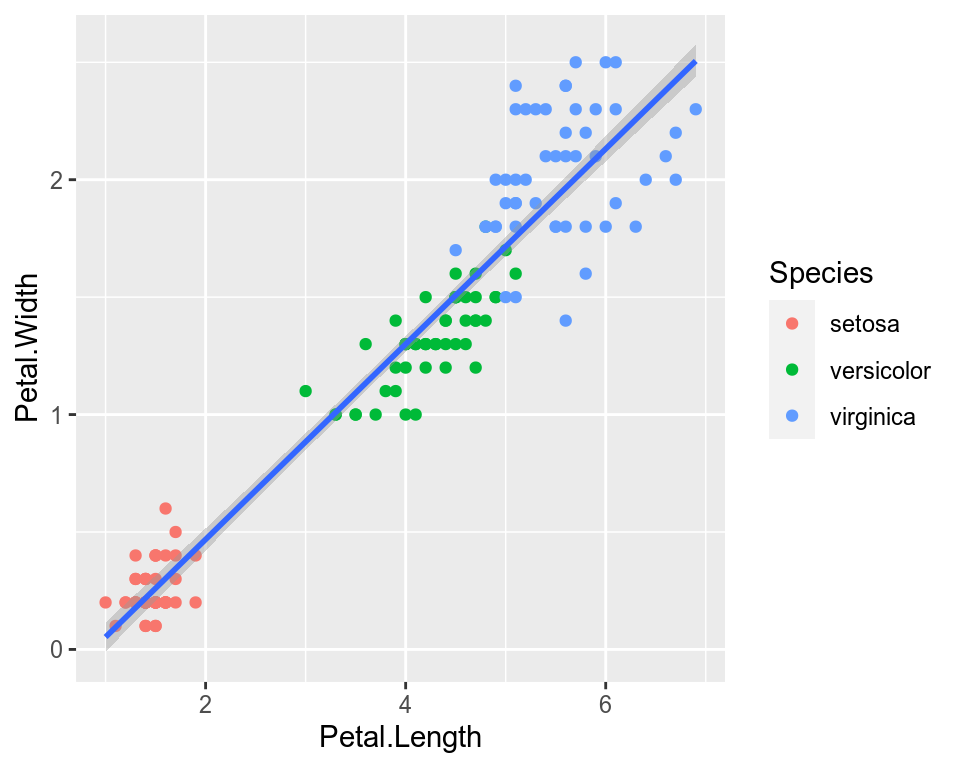 2
1
0
Petal.Width
2
4
6
Petal.Length
Species
setosa
versicolor
virginica